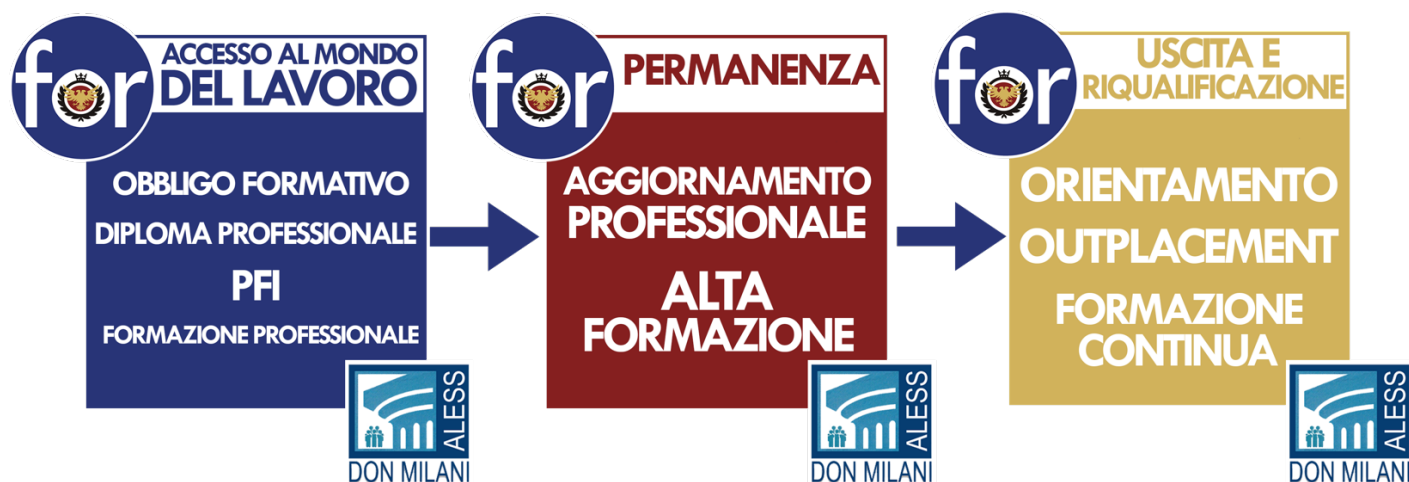 for
ACCESSO AL MONDO
DEL LAVORO
OBBLIGO FORMATIVO
DIPLOMA PROFESSIONALE
PFI
FORMAZIONE PROFESSIONALE
ALESS
DON MILANI
for
PERMANENZA
AGGIORNAMENTO
PROFESSIONALE
ALTA
FORMAZIONE
ALESS
DON MILANI
for
USCITA E
RIQUALIFICAZIONE
ORIENTAMENTO
OUTPLACEMENT
FORMAZIONE
CONTINUA
ALESS
DON MILANI